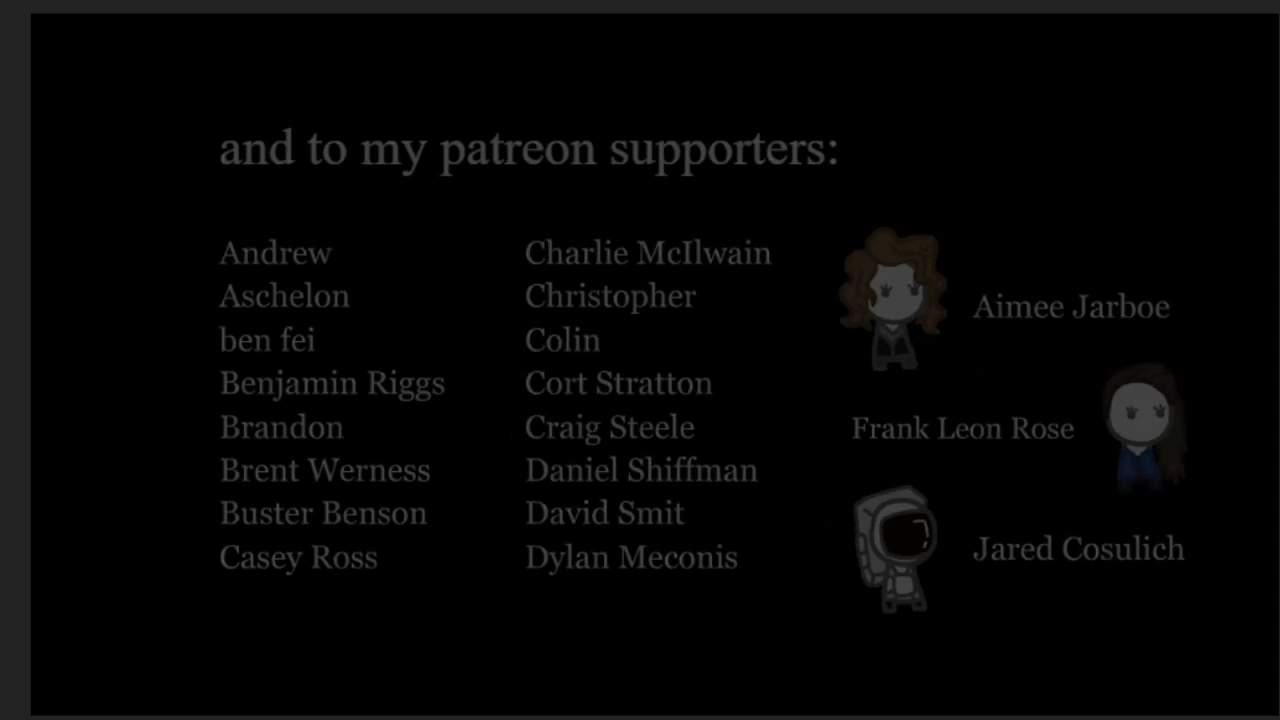 and to my patreon supporters:
Andrew
Aschelon
ben fei
Benjamin Riggs
Brandon
Brent Werness
Buster Benson
Casey Ross
Charlie McIlwain
Christopher
Colin
Cort Stratton
Craig Steele
Daniel Shiffman
David Smit
Dylan Meconis
Aimee Jarboe
Frank Leon Rose
Jared Cosulich